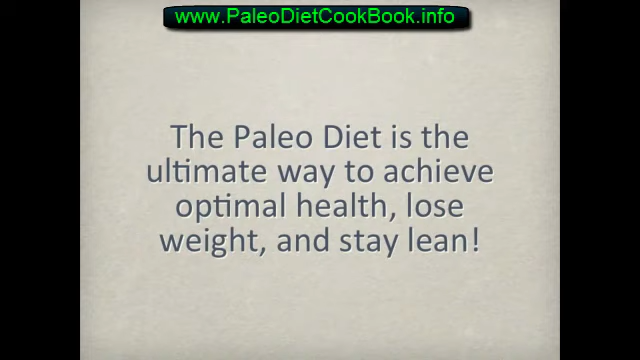 www.PaleoDietCookBook.info
The Paleo Diet is the
ultimate way to achieve
optimal health, lose
weight, and stay lean!